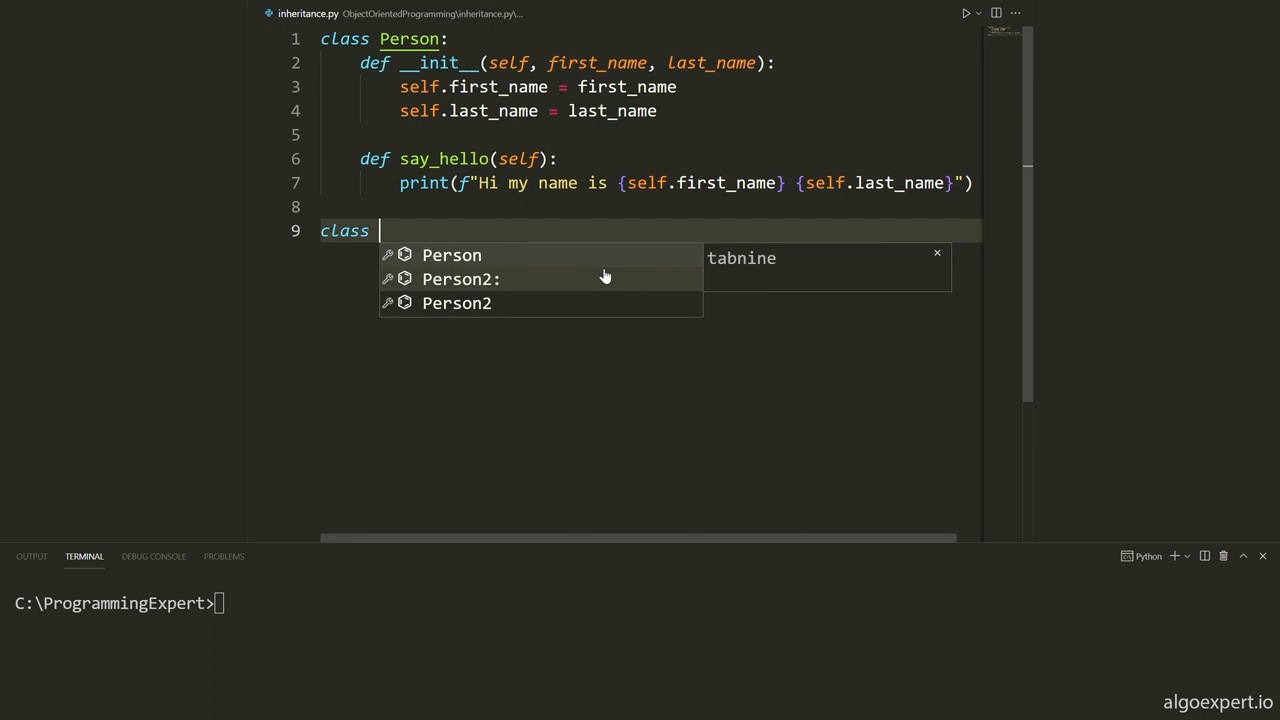 inheritance.py ObjectOrientedProgramming\inheritance.py\...
1 class Person:
2 def __init__(self, first_name, last_name):
3 self.first_name = first_name
4 self.last_name = last_name
5
6 def say_hello(self):
7 print(f"Hi my name is {self.first_name} {self.last_name}")
8
9 class
Person tabnine
Person2:
Person2
OUTPUT TERMINAL DEBUG CONSOLE PROBLEMS Python
C:\ProgrammingExpert>
algoexpert.io